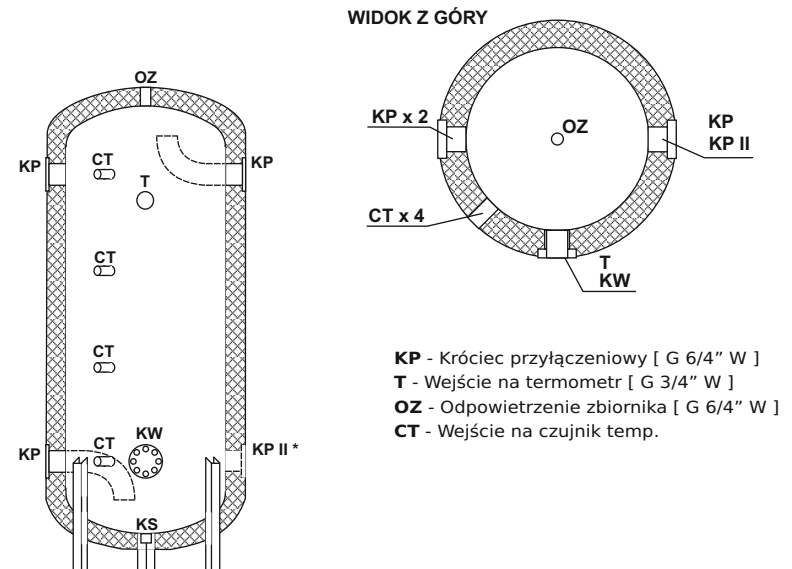 WIDOK Z GÓRY
OZ
KP
CT
T
KP
CT
CT
KP
CT
KW
KP II *
KS
KP x 2
OZ
KP
KP II
CT x 4
T
KW
KP - Króciec przyłączeniowy [ G 6/4” W ]
T - Wejście na termometr [ G 3/4” W ]
OZ - Odpowietrzenie zbiornika [ G 6/4” W ]
CT - Wejście na czujnik temp.